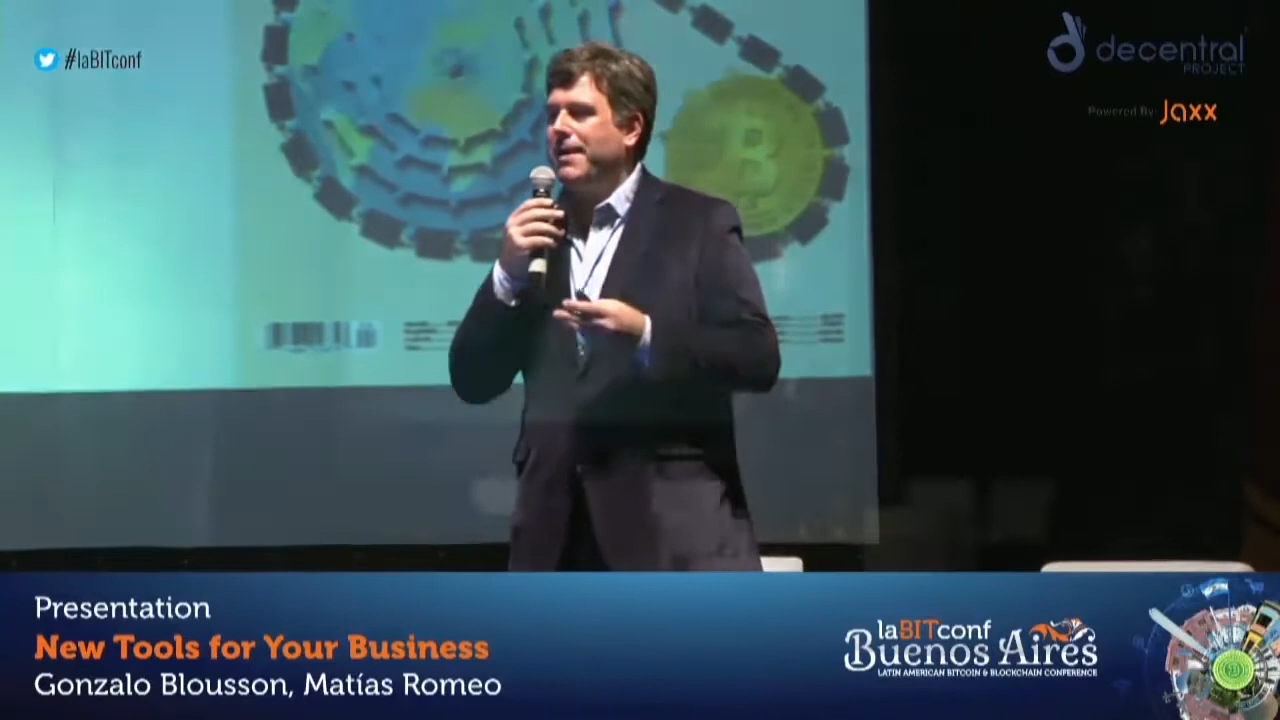 #laBITconf
decentral
PROJECT
Powered By: Jaxx
Presentation
New Tools for Your Business
Gonzalo Blousson, Matías Romeo
laBITconf
Buenos Aires
LATIN AMERICAN BITCOIN & BLOCKCHAIN CONFERENCE